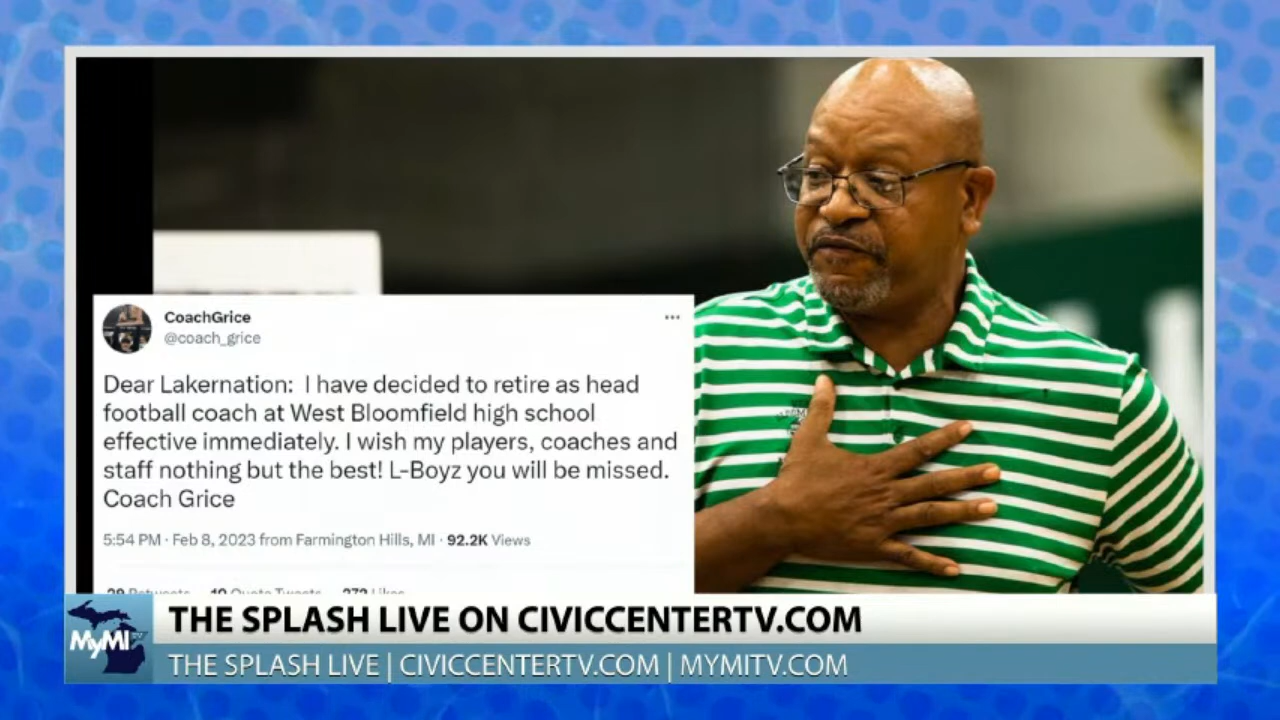 CoachGrice
@coach_grice
Dear Lakernation: I have decided to retire as head
football coach at West Bloomfield high school
effective immediately. I wish my players, coaches and
staff nothing but the best! L-Boyz you will be missed.
Coach Grice
5:54 PM · Feb 8, 2023 from Farmington Hills, MI · 92.2K Views
MyMI TV
THE SPLASH LIVE ON CIVICCENTERTV.COM
THE SPLASH LIVE | CIVICCENTERTV.COM | MYMITV.COM